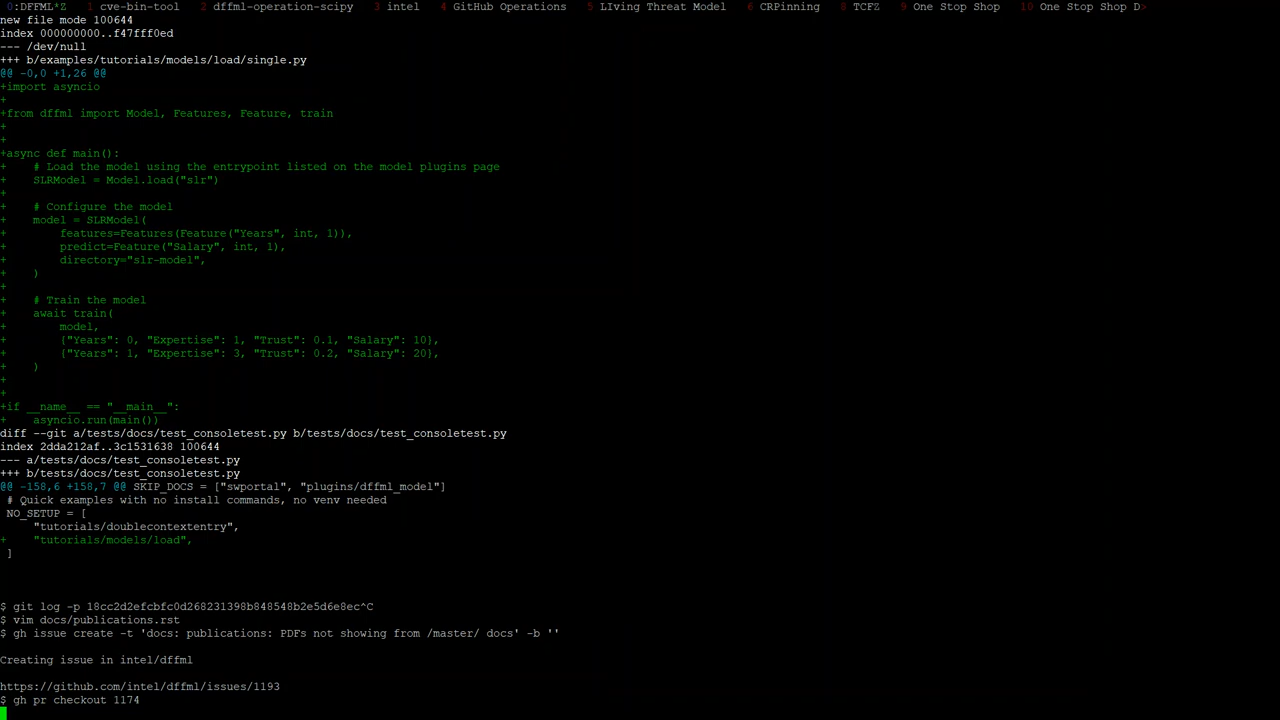 0:DFFML*Z 1 cve-bin-tool 2 dffml-operation-scipy 3 intel 4 GitHub Operations 5 LIving Threat Model 6 CRPinning 8 TCFZ 9 One Stop Shop 10 One Stop Shop D>
new file mode 100644
index 000000000..f47fff0ed
--- /dev/null
+++ b/examples/tutorials/models/load/single.py
@@ -0,0 +1,26 @@
+import asyncio
+
+from dffml import Model, Features, Feature, train
+
+
+async def main():
+    # Load the model using the entrypoint listed on the model plugins page
+    SLRModel = Model.load("slr")
+
+    # Configure the model
+    model = SLRModel(
+        features=Features(Feature("Years", int, 1)),
+        predict=Feature("Salary", int, 1),
+        directory="slr-model",
+    )
+
+    # Train the model
+    await train(
+        model,
+        {"Years": 0, "Expertise": 1, "Trust": 0.1, "Salary": 10},
+        {"Years": 1, "Expertise": 3, "Trust": 0.2, "Salary": 20},
+    )
+
+
+if __name__ == "__main__":
+    asyncio.run(main())
diff --git a/tests/docs/test_consoletest.py b/tests/docs/test_consoletest.py
index 2dda212af..3c1531638 100644
--- a/tests/docs/test_consoletest.py
+++ b/tests/docs/test_consoletest.py
@@ -158,6 +158,7 @@ SKIP_DOCS = ["swportal", "plugins/dffml_model"]
 # Quick examples with no install commands, no venv needed
 NO_SETUP = [
     "tutorials/doublecontextentry",
+    "tutorials/models/load",
 ]
$ git log -p 18cc2d2efcbfc0d268231398b848548b2e5d6e8ec^C
$ vim docs/publications.rst
$ gh issue create -t 'docs: publications: PDFs not showing from /master/ docs' -b ''
Creating issue in intel/dffml
https://github.com/intel/dffml/issues/1193
$ gh pr checkout 1174